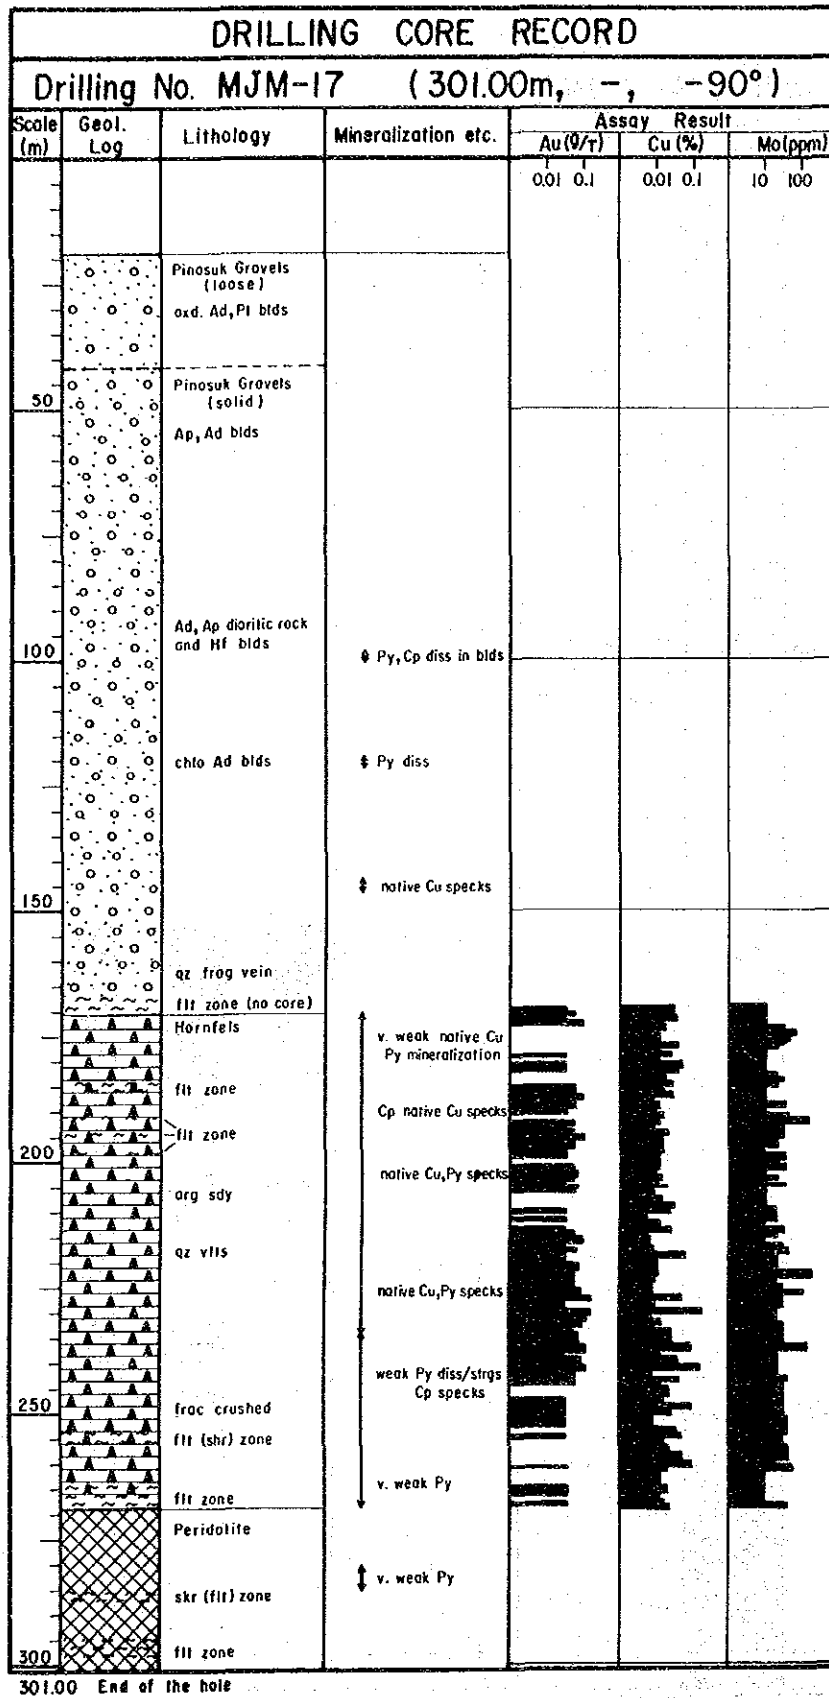 DRILLING CORE RECORD
Drilling No. MJM-17 (301.00m, -, -90°)
Scale (m)
Geol. Log
Lithology
Mineralization etc.
Assay Result
Au (g/T) Cu (%) Mo (ppm)
0.01 0.1 0.01 0.1 10 100
Pinosuk Gravels
(loose)
oxd. Ad, Pl blds
Pinosuk Gravels
50
(solid)
Ap, Ad blds
Ad, Ap dioritic rock
and Hf blds
100
Py, Cp diss in blds
chlo Ad blds
Py diss
native Cu specks
150
qz frag vein
flt zone (no core)
Hornfels
v. weak native Cu
Py mineralization
flt zone
Cp native Cu specks
flt zone
200
native Cu, Py specks
arg sdy
qz vlts
native Cu, Py specks
weak Py diss/strgs
Cp specks
250
frac crushed
flt (shr) zone
v. weak Py
flt zone
Peridotite
v. weak Py
skr (flt) zone
flt zone
300
301.00 End of the hole